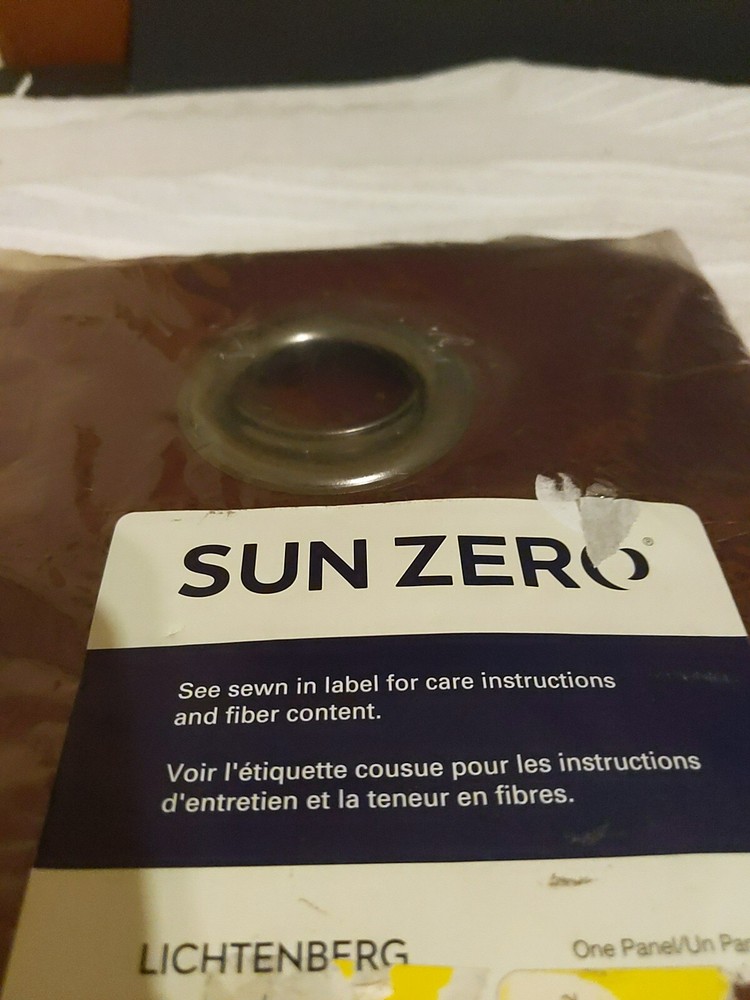 SUN ZERO®
See sewn in label for care instructions
and fiber content.
Voir l'étiquette cousue pour les instructions
d'entretien et la teneur en fibres.
LICHTENBERG
One Panel/Un